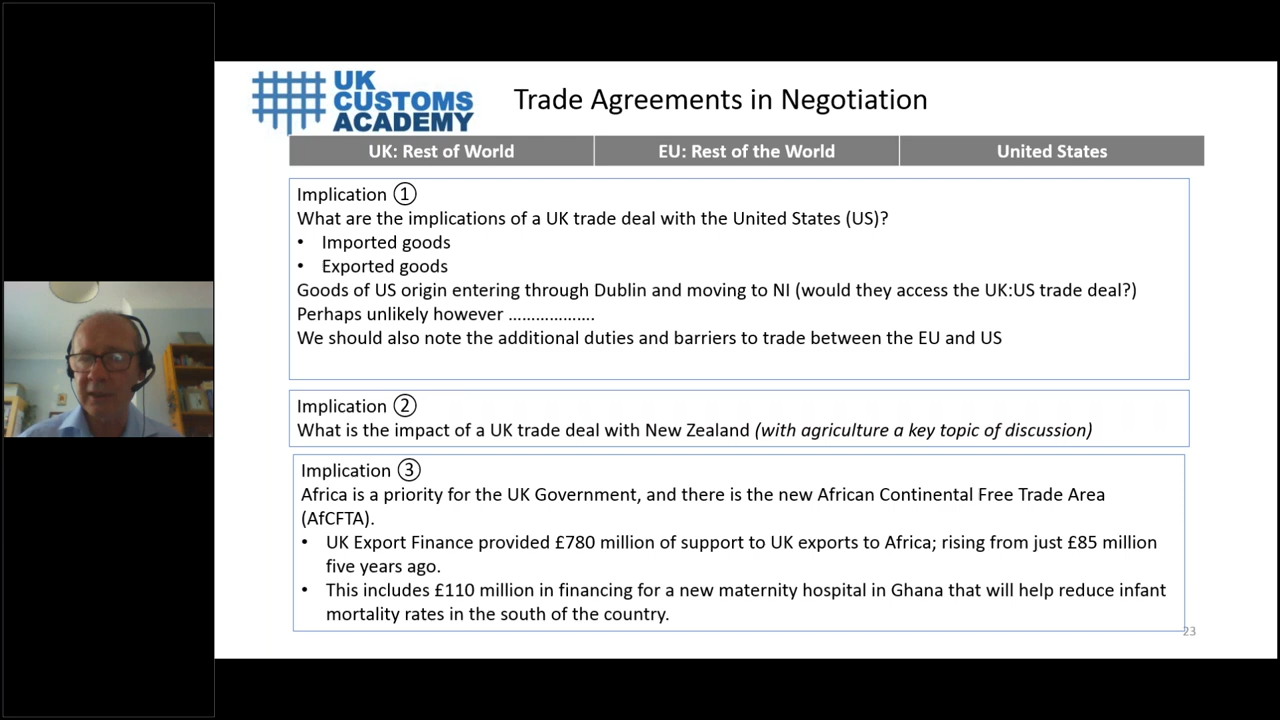 UK
CUSTOMS
ACADEMY
Trade Agreements in Negotiation
UK: Rest of World
EU: Rest of the World
United States
Implication ①
What are the implications of a UK trade deal with the United States (US)?
• Imported goods
• Exported goods
Goods of US origin entering through Dublin and moving to NI (would they access the UK:US trade deal?)
Perhaps unlikely however ……………….
We should also note the additional duties and barriers to trade between the EU and US
Implication ②
What is the impact of a UK trade deal with New Zealand (with agriculture a key topic of discussion)
Implication ③
Africa is a priority for the UK Government, and there is the new African Continental Free Trade Area
(AfCFTA).
• UK Export Finance provided £780 million of support to UK exports to Africa; rising from just £85 million
five years ago.
• This includes £110 million in financing for a new maternity hospital in Ghana that will help reduce infant
mortality rates in the south of the country.
23